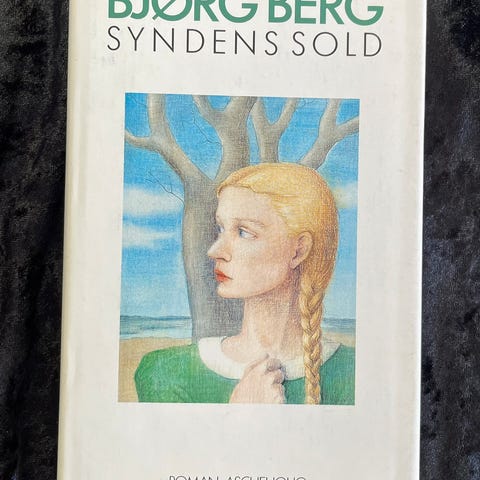 BJØRG BERG
SYNDENS SOLD
ROMAN ASCHEHOUG